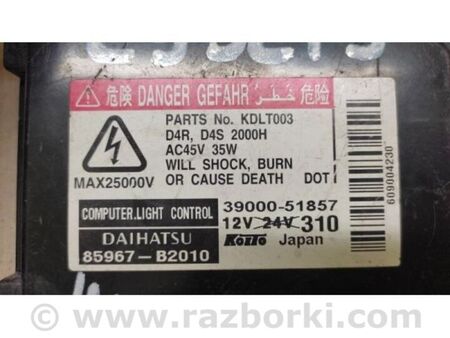 危険 DANGER GEFAHR خطر 危险
PARTS No. KDLT003
D4R, D4S 2000H
AC45V 35W
WILL SHOCK, BURN
OR CAUSE DEATH DOT
MAX25000V
609004230
COMPUTER.LIGHT CONTROL
39000-51857
12V 24V 310
DAIHATSU
KOITO Japan
85967-B2010
www.razborki.com